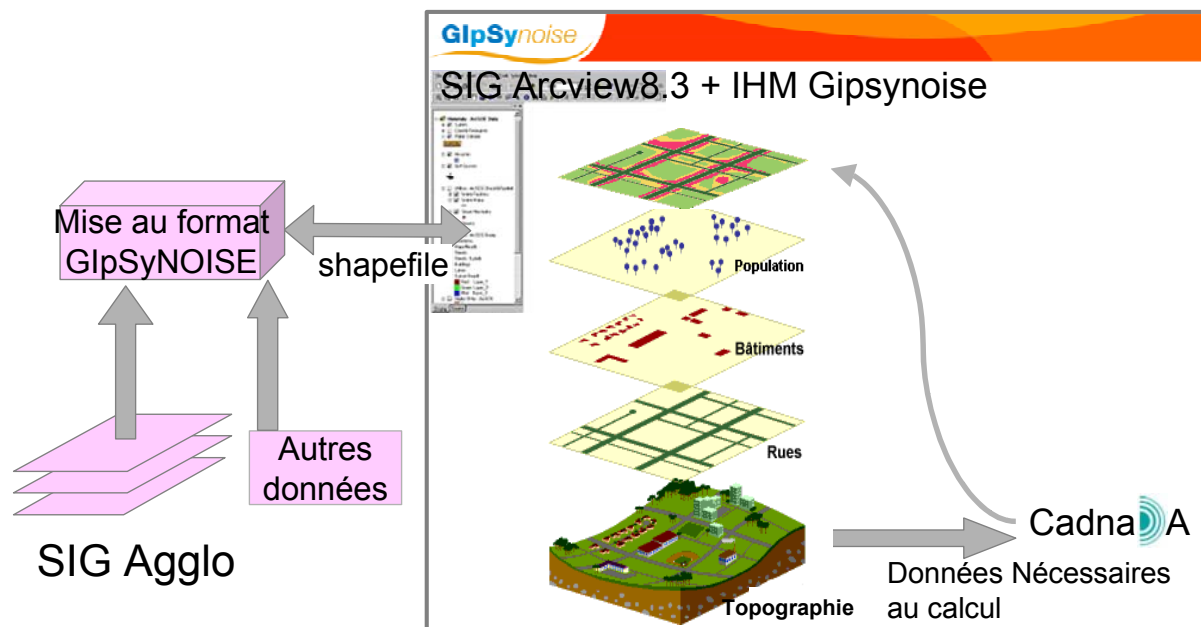 GIpSynoise
SIG Arcview8.3 + IHM Gipsynoise
Mise au format
GIpSyNOISE
shapefile
Population
Bâtiments
Autres
données
Rues
SIG Agglo
Topographie
CadnaA
Données Nécessaires
au calcul